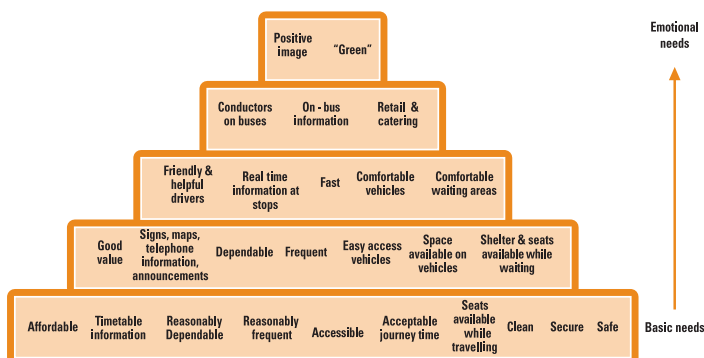 Positive
image
"Green"
Emotional
needs
Conductors
on buses
On - bus
information
Retail &
catering
Friendly &
helpful
drivers
Real time
information at
stops
Fast
Comfortable
vehicles
Comfortable
waiting areas
Good
value
Signs, maps,
telephone
information,
announcements
Dependable
Frequent
Easy access
vehicles
Space
available on
vehicles
Shelter & seats
available while
waiting
Affordable
Timetable
information
Reasonably
Dependable
Reasonably
frequent
Accessible
Acceptable
journey time
Seats
available
while
travelling
Clean
Secure
Safe
Basic needs